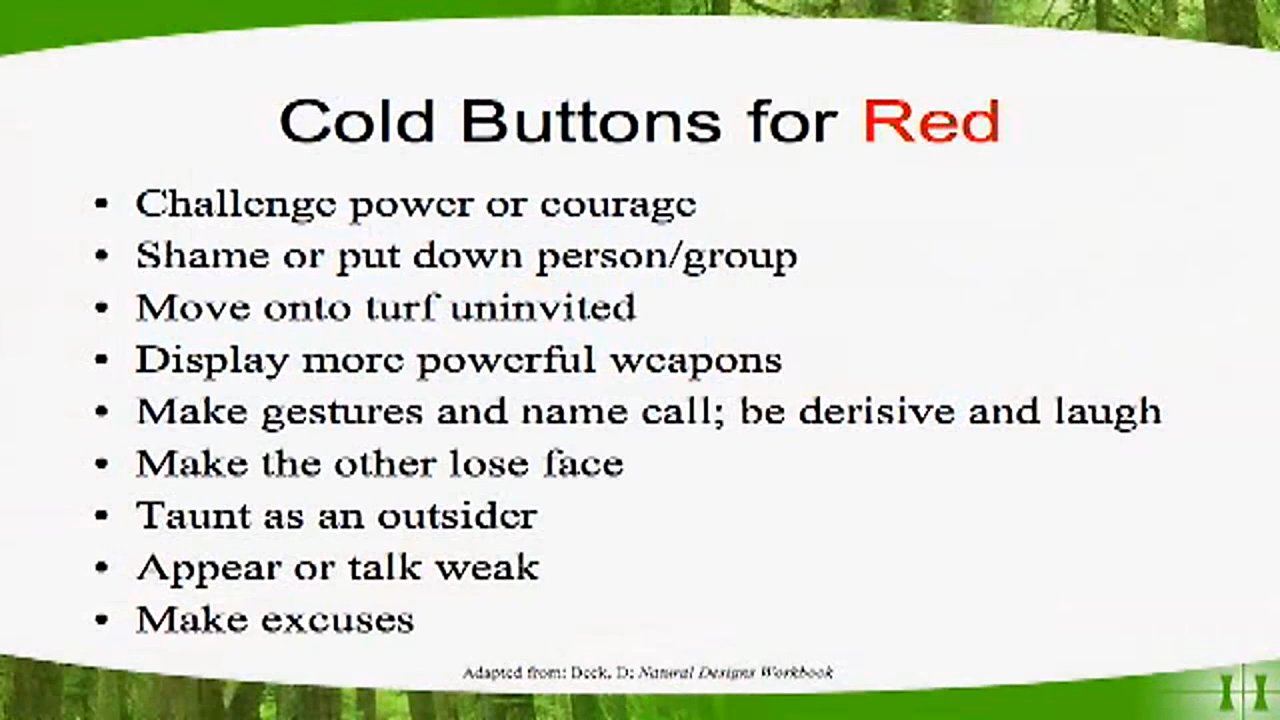 Cold Buttons for Red
• Challenge power or courage
• Shame or put down person/group
• Move onto turf uninvited
• Display more powerful weapons
• Make gestures and name call; be derisive and laugh
• Make the other lose face
• Taunt as an outsider
• Appear or talk weak
• Make excuses
Adapted from: Beck, D: Natural Designs Workbook